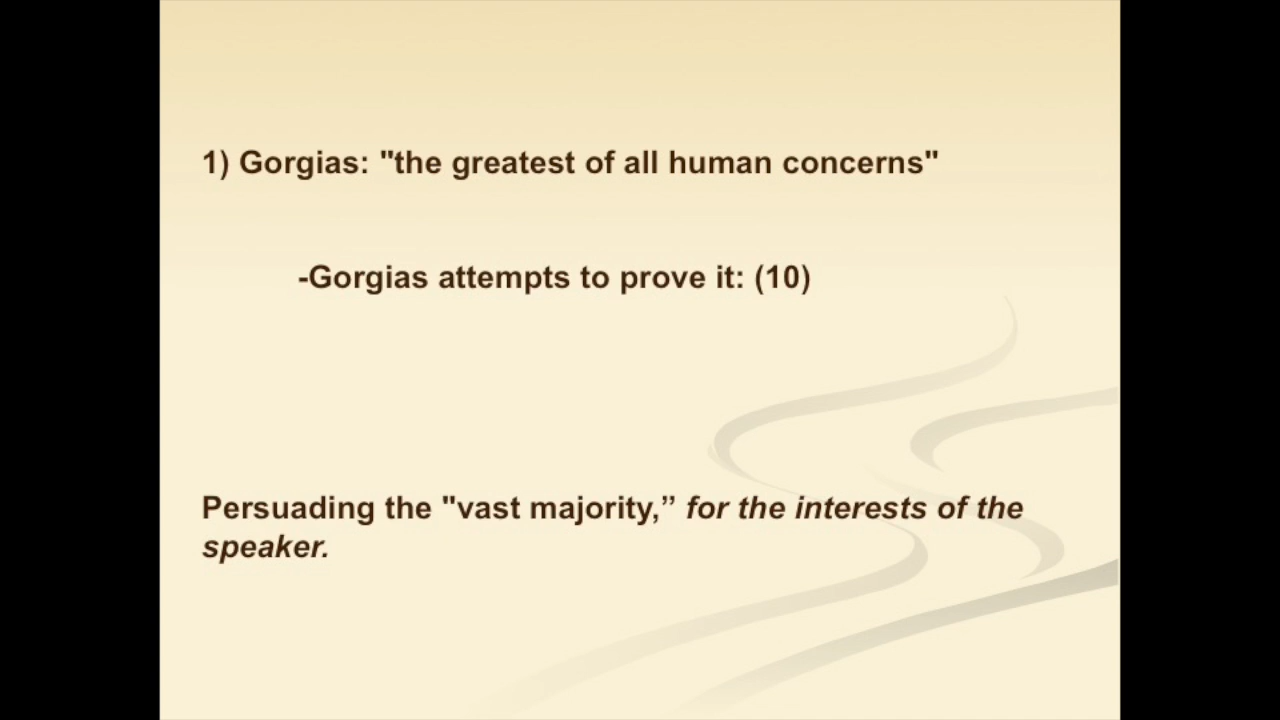 1) Gorgias: "the greatest of all human concerns"
-Gorgias attempts to prove it: (10)
Persuading the "vast majority,” for the interests of the
speaker.